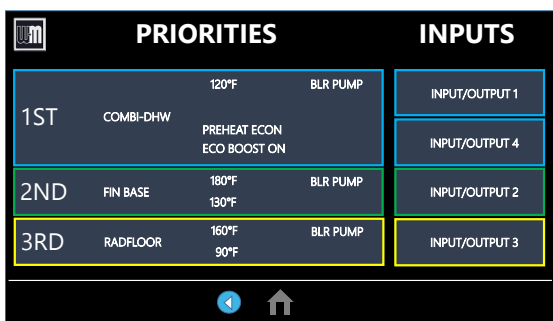 WM
PRIORITIES
INPUTS
1ST
COMBI-DHW
120°F
BLR PUMP
PREHEAT ECON
ECO BOOST ON
INPUT/OUTPUT 1
INPUT/OUTPUT 4
2ND
FIN BASE
180°F
BLR PUMP
130°F
INPUT/OUTPUT 2
3RD
RADFLOOR
160°F
BLR PUMP
90°F
INPUT/OUTPUT 3